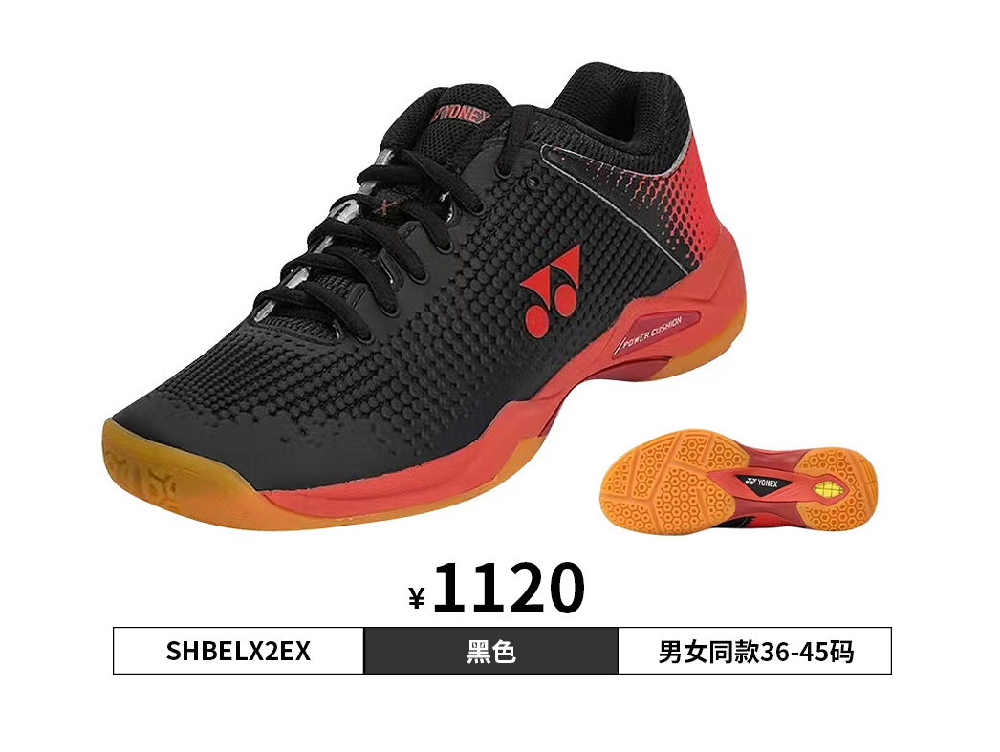 YONEX
POWER CUSHION
YONEX
¥1120
SHBELX2EX
黑色
男女同款36-45码